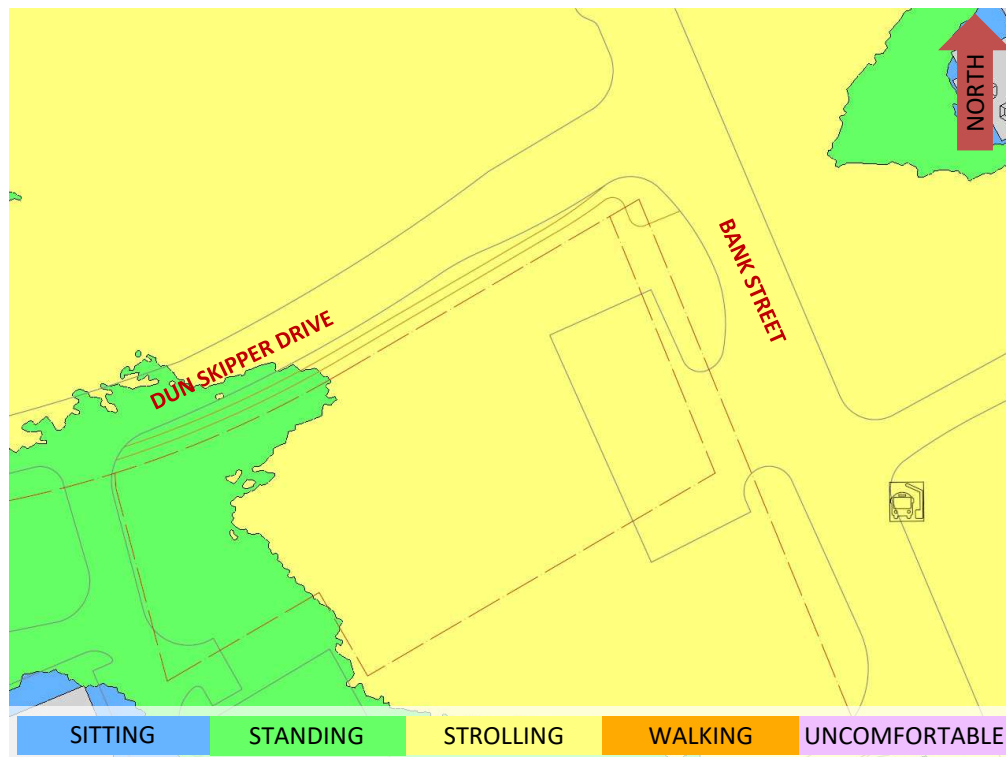 NORTH
BANK STREET
DUN SKIPPER DRIVE
SITTING
STANDING
STROLLING
WALKING
UNCOMFORTABLE